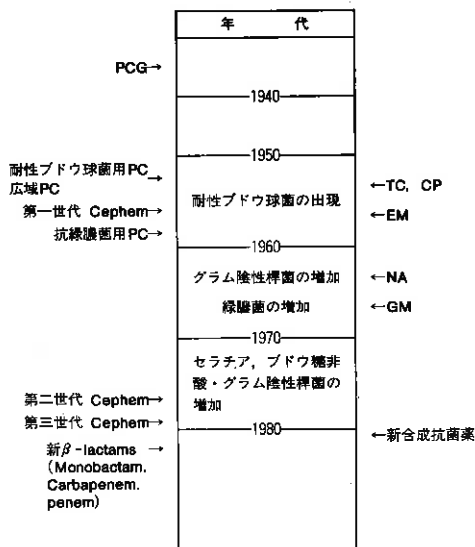 年　代
PCG→
1940
1950
耐性ブドウ球菌用PC
広域PC
→
←TC, CP
耐性ブドウ球菌の出現
第一世代 Cephem→
←EM
抗緑膿菌用PC→
1960
グラム陰性桿菌の増加
←NA
緑膿菌の増加
←GM
1970
セラチア，ブドウ糖非
酸・グラム陰性桿菌の
増加
第二世代 Cephem→
第三世代 Cephem→
1980
←新合成抗菌薬
新β-lactams→
(Monobactam.
Carbapenem.
penem)